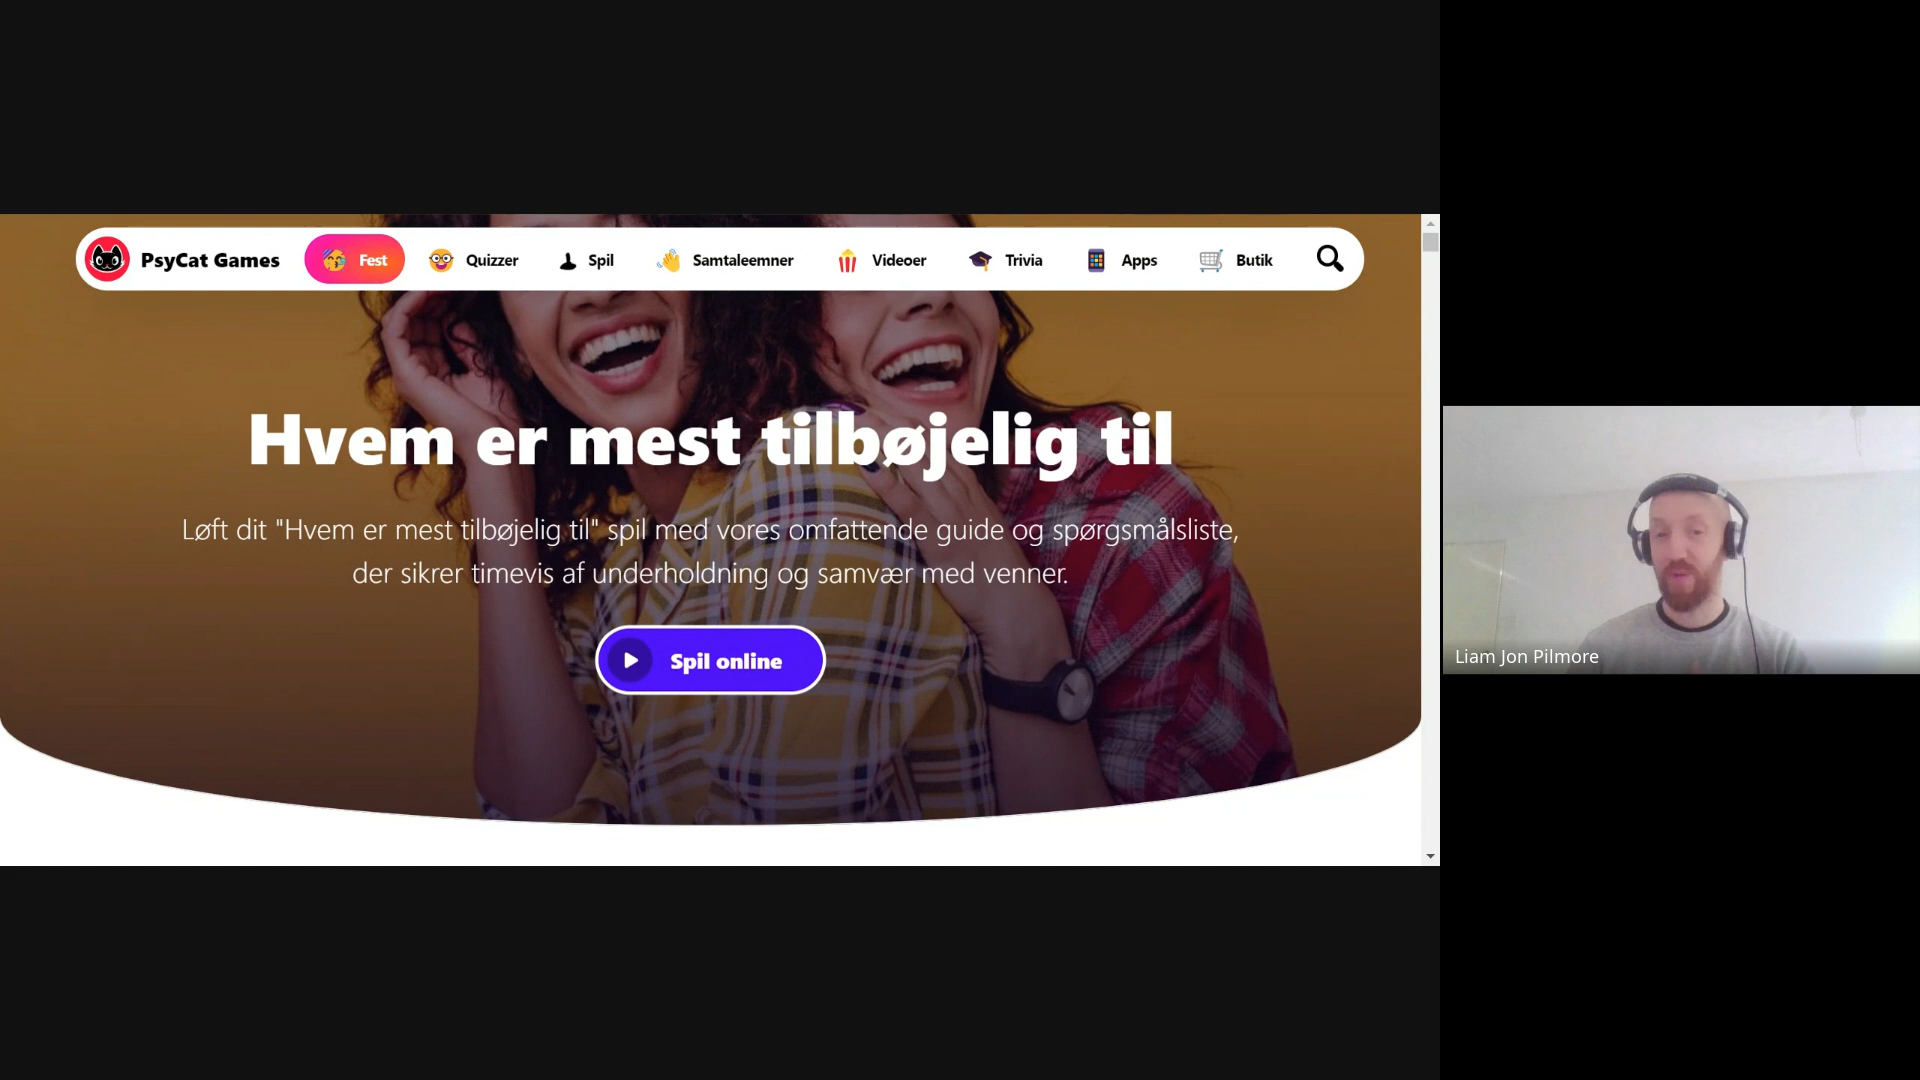 PsyCat Games
Fest
Quizzer
Spil
Samtaleemner
Videoer
Trivia
Apps
Butik
Hvem er mest tilbøjelig til
Løft dit "Hvem er mest tilbøjelig til" spil med vores omfattende guide og spørgsmålsliste,
der sikrer timevis af underholdning og samvær med venner.
Spil online
Liam Jon Pilmore